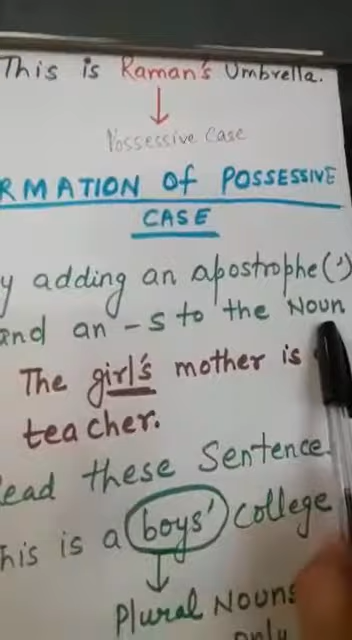 This is Raman's Umbrella.
Possessive Case
RMATION of POSSESSIVE
CASE
y adding an apostrophe(')
and an -s to the Noun
The girl's mother is
teacher.
ead these Sentence
his is a boys' college
Plural Nouns
only